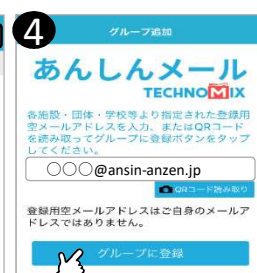 4
グループ追加
あんしんメール
TECHNOMIX
各施設・団体・学校等より指定された登録用
空メールアドレスを入力、またはQRコード
を読み取ってグループに登録ボタンをタップ
してください。
○○○@ansin-anzen.jp
QRコード読み取り
登録用空メールアドレスはご自身のメールア
ドレスではありません。
グループに登録